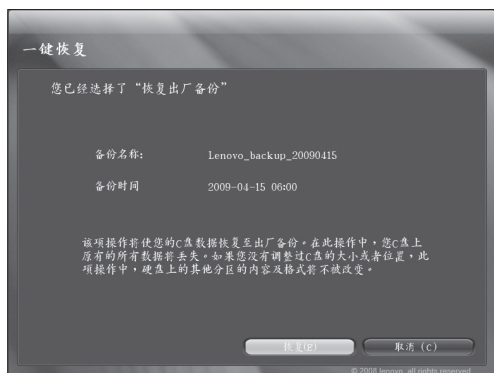 一键恢复
您已经选择了“恢复出厂备份”
备份名称: Lenovo_backup_20090415
备份时间 2009-04-15 06:00
该项操作将使您的C盘数据恢复至出厂备份。在此操作中，您C盘上
原有的所有数据将丢失。如果您没有调整过C盘的大小或者位置，此
项操作中，硬盘上的其他分区的内容及格式将不被改变。
恢复(E) 取消 (C)
© 2008 lenovo, all rights reserved